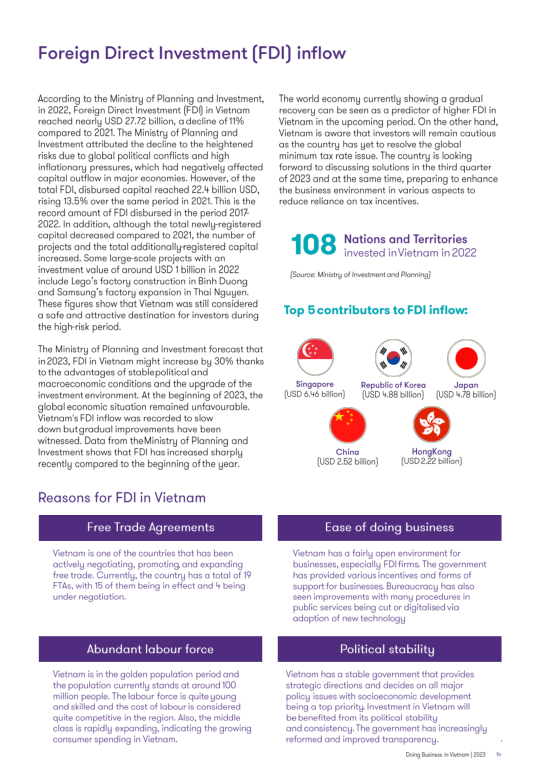 Foreign Direct Investment (FDI) inflow
According to the Ministry of Planning and Investment,
in 2022, Foreign Direct Investment (FDI) in Vietnam
reached nearly USD 27.72 billion, a decline of 11%
compared to 2021. The Ministry of Planning and
Investment attributed the decline to the heightened
risks due to global political conflicts and high
inflationary pressures, which had negatively affected
capital outflow in major economies. However, of the
total FDI, disbursed capital reached 22.4 billion USD,
rising 13.5% over the same period in 2021. This is the
record amount of FDI disbursed in the period 2017-
2022. In addition, although the total newly-registered
capital decreased compared to 2021, the number of
projects and the total additionally-registered capital
increased. Some large-scale projects with an
investment value of around USD 1 billion in 2022
include Lego's factory construction in Binh Duong
and Samsung's factory expansion in Thai Nguyen.
These figures show that Vietnam was still considered
a safe and attractive destination for investors during
the high-risk period.
The Ministry of Planning and Investment forecast that
in 2023, FDI in Vietnam might increase by 30% thanks
to the advantages of stable political and
macroeconomic conditions and the upgrade of the
investment environment. At the beginning of 2023, the
global economic situation remained unfavourable.
Vietnam's FDI inflow was recorded to slow
down but gradual improvements have been
witnessed. Data from the Ministry of Planning and
Investment shows that FDI has increased sharply
recently compared to the beginning of the year.
The world economy currently showing a gradual
recovery can be seen as a predictor of higher FDI in
Vietnam in the upcoming period. On the other hand,
Vietnam is aware that investors will remain cautious
as the country has yet to resolve the global
minimum tax rate issue. The country is looking
forward to discussing solutions in the third quarter
of 2023 and at the same time, preparing to enhance
the business environment in various aspects to
reduce reliance on tax incentives.
108 Nations and Territories
invested in Vietnam in 2022
(Source: Ministry of Investment and Planning)
Top 5 contributors to FDI inflow:
Singapore
(USD 6.46 billion)
Republic of Korea
(USD 4.88 billion)
Japan
(USD 4.78 billion)
China
(USD 2.52 billion)
HongKong
(USD 2.22 billion)
Reasons for FDI in Vietnam
Free Trade Agreements
Vietnam is one of the countries that has been
actively negotiating, promoting, and expanding
free trade. Currently, the country has a total of 19
FTAs, with 15 of them being in effect and 4 being
under negotiation.
Ease of doing business
Vietnam has a fairly open environment for
businesses, especially FDI firms. The government
has provided various incentives and forms of
support for businesses. Bureaucracy has also
seen improvements with many procedures in
public services being cut or digitalised via
adoption of new technology
Abundant labour force
Vietnam is in the golden population period and
the population currently stands at around 100
million people. The labour force is quite young
and skilled and the cost of labour is considered
quite competitive in the region. Also, the middle
class is rapidly expanding, indicating the growing
consumer spending in Vietnam.
Political stability
Vietnam has a stable government that provides
strategic directions and decides on all major
policy issues with socioeconomic development
being a top priority. Investment in Vietnam will
be benefited from its political stability
and consistency. The government has increasingly
reformed and improved transparency.
Doing Business in Vietnam | 2023 14